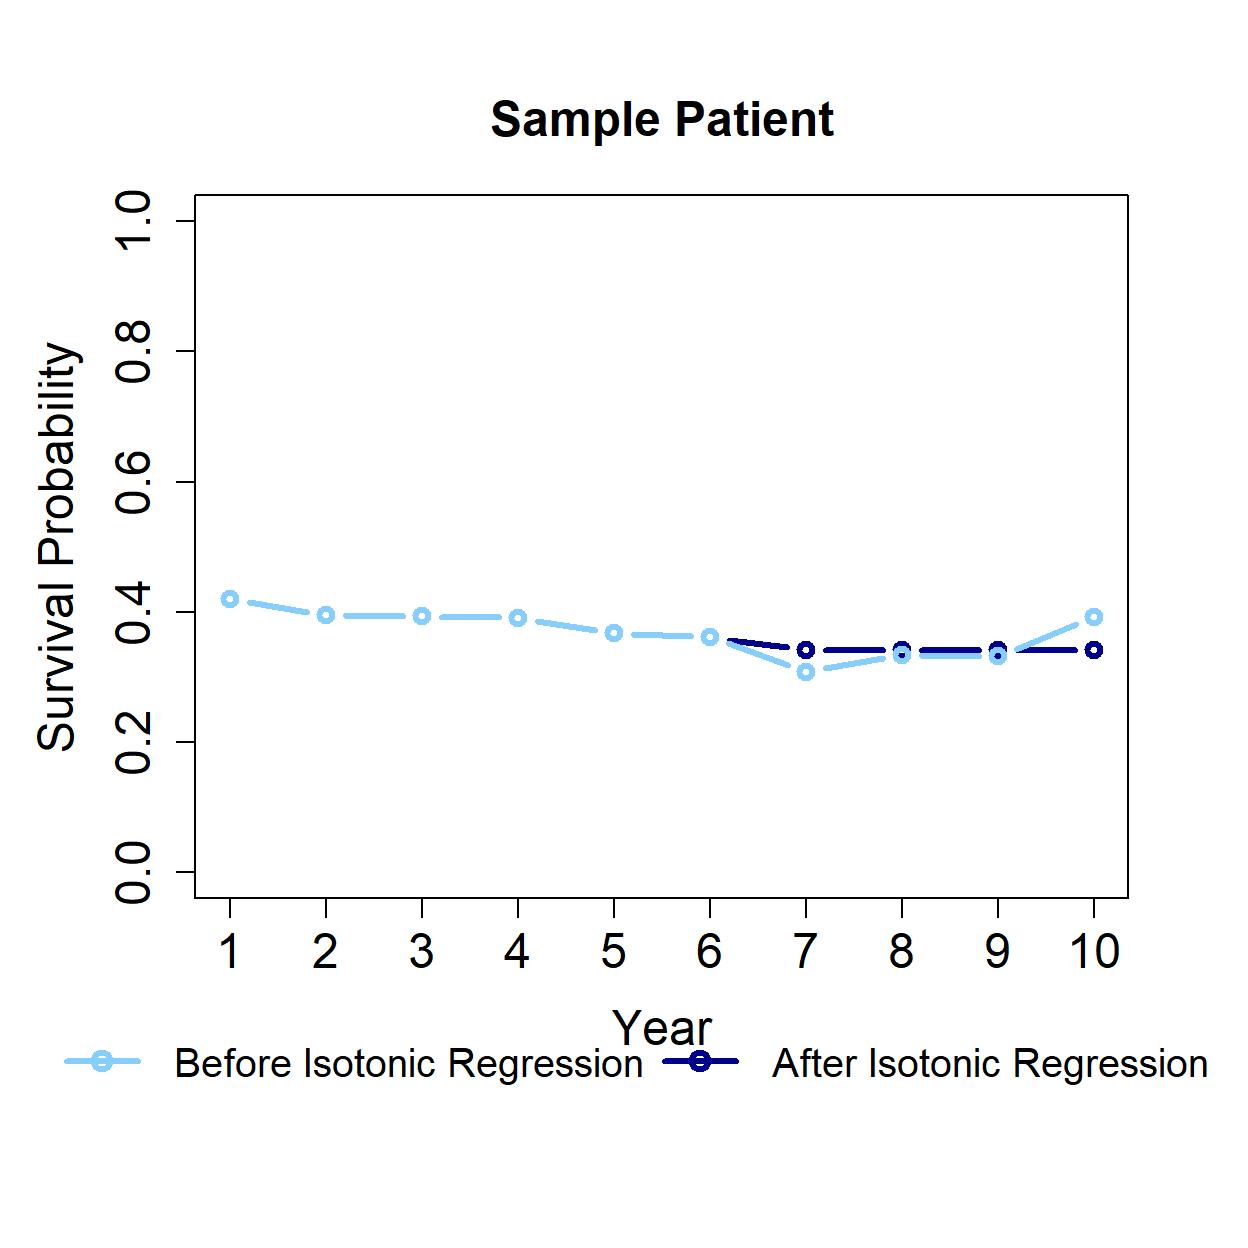 Sample Patient
Survival Probability
1.0
0.8
0.6
0.4
0.2
0.0
1 2 3 4 5 6 7 8 9 10
Year
Before Isotonic Regression After Isotonic Regression